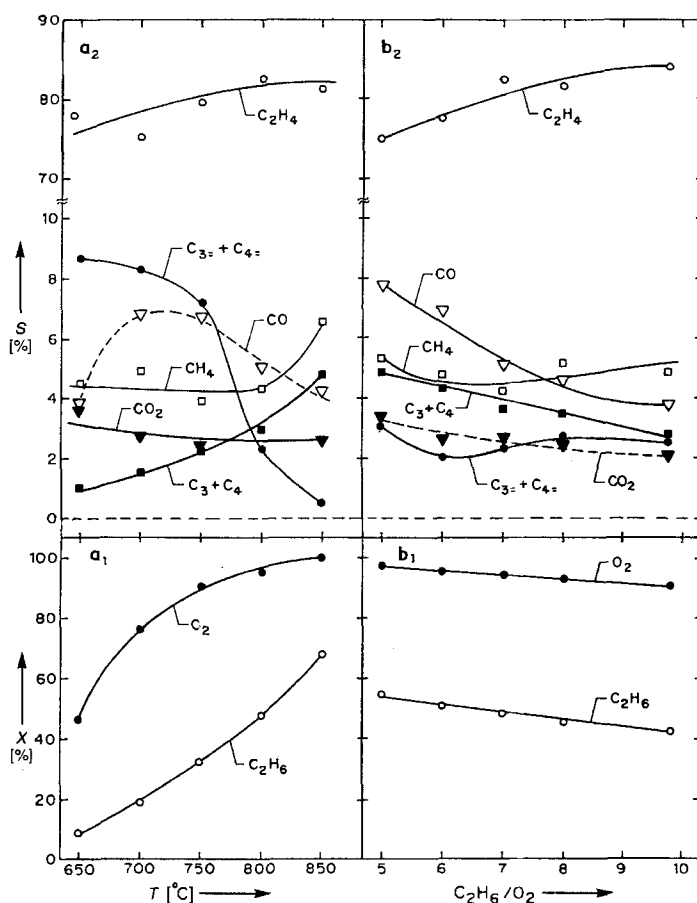 a₂
b₂
90
80
70
C₂H₄
C₂H₄
10
8
6
4
2
0
S
[%]
C₃₌ + C₄₌
CO
CH₄
CO₂
C₃ + C₄
CO
CH₄
C₃+C₄
C₃₌ + C₄₌
CO₂
a₁
b₁
100
80
60
40
20
0
X
[%]
C₂
C₂H₆
O₂
C₂H₆
650 700 750 800 850
5 6 7 8 9 10
T [°C]
C₂H₆/O₂